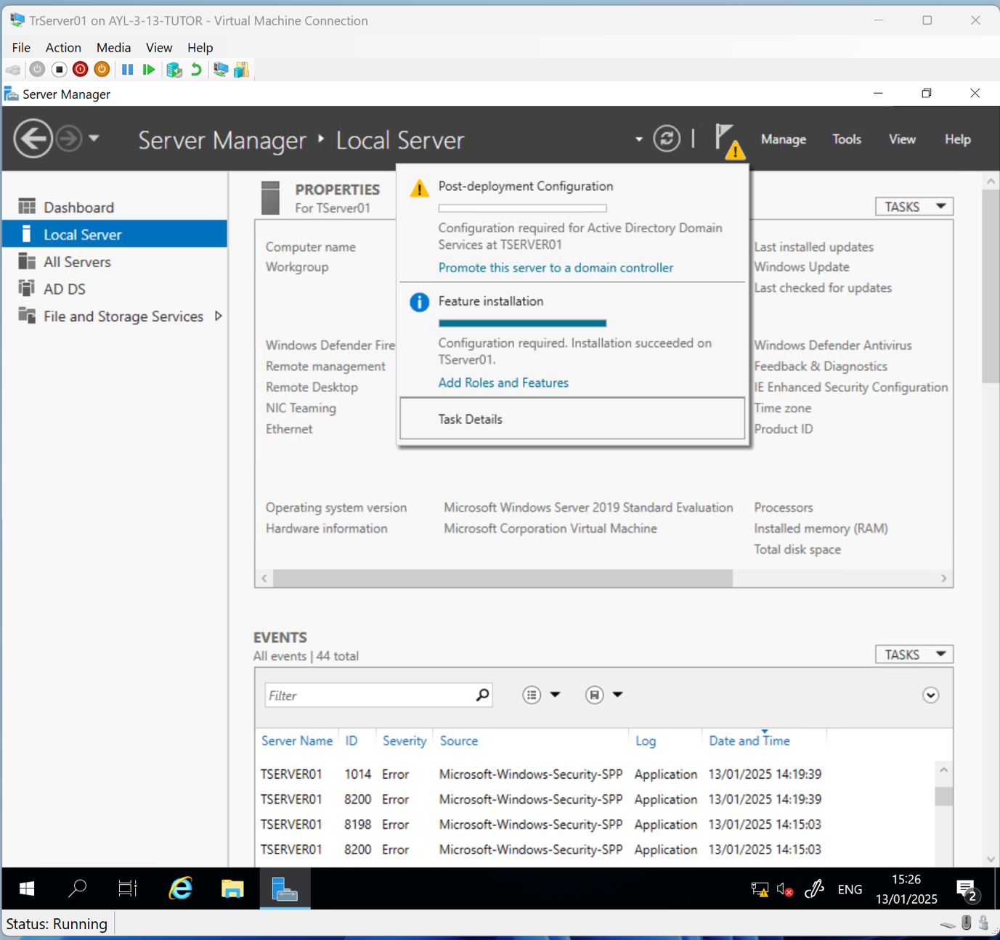 TrServer01 on AYL-3-13-TUTOR - Virtual Machine Connection
File Action Media View Help
Server Manager
Server Manager ‣ Local Server
Manage Tools View Help
Dashboard
Local Server
All Servers
AD DS
File and Storage Services
PROPERTIES
For TServer01
TASKS
Post-deployment Configuration
Configuration required for Active Directory Domain
Services at TSERVER01
Promote this server to a domain controller
Feature installation
Configuration required. Installation succeeded on
TServer01.
Add Roles and Features
Task Details
Computer name
Workgroup
Last installed updates
Windows Update
Last checked for updates
Windows Defender Fire
Remote management
Remote Desktop
NIC Teaming
Ethernet
Windows Defender Antivirus
Feedback & Diagnostics
IE Enhanced Security Configuration
Time zone
Product ID
Operating system version Microsoft Windows Server 2019 Standard Evaluation Processors
Hardware information Microsoft Corporation Virtual Machine Installed memory (RAM)
Total disk space
EVENTS
All events | 44 total
TASKS
Filter
Server Name ID Severity Source Log Date and Time
TSERVER01 1014 Error Microsoft-Windows-Security-SPP Application 13/01/2025 14:19:39
TSERVER01 8200 Error Microsoft-Windows-Security-SPP Application 13/01/2025 14:19:39
TSERVER01 8198 Error Microsoft-Windows-Security-SPP Application 13/01/2025 14:15:03
TSERVER01 8200 Error Microsoft-Windows-Security-SPP Application 13/01/2025 14:15:03
ENG
15:26
13/01/2025
2
Status: Running